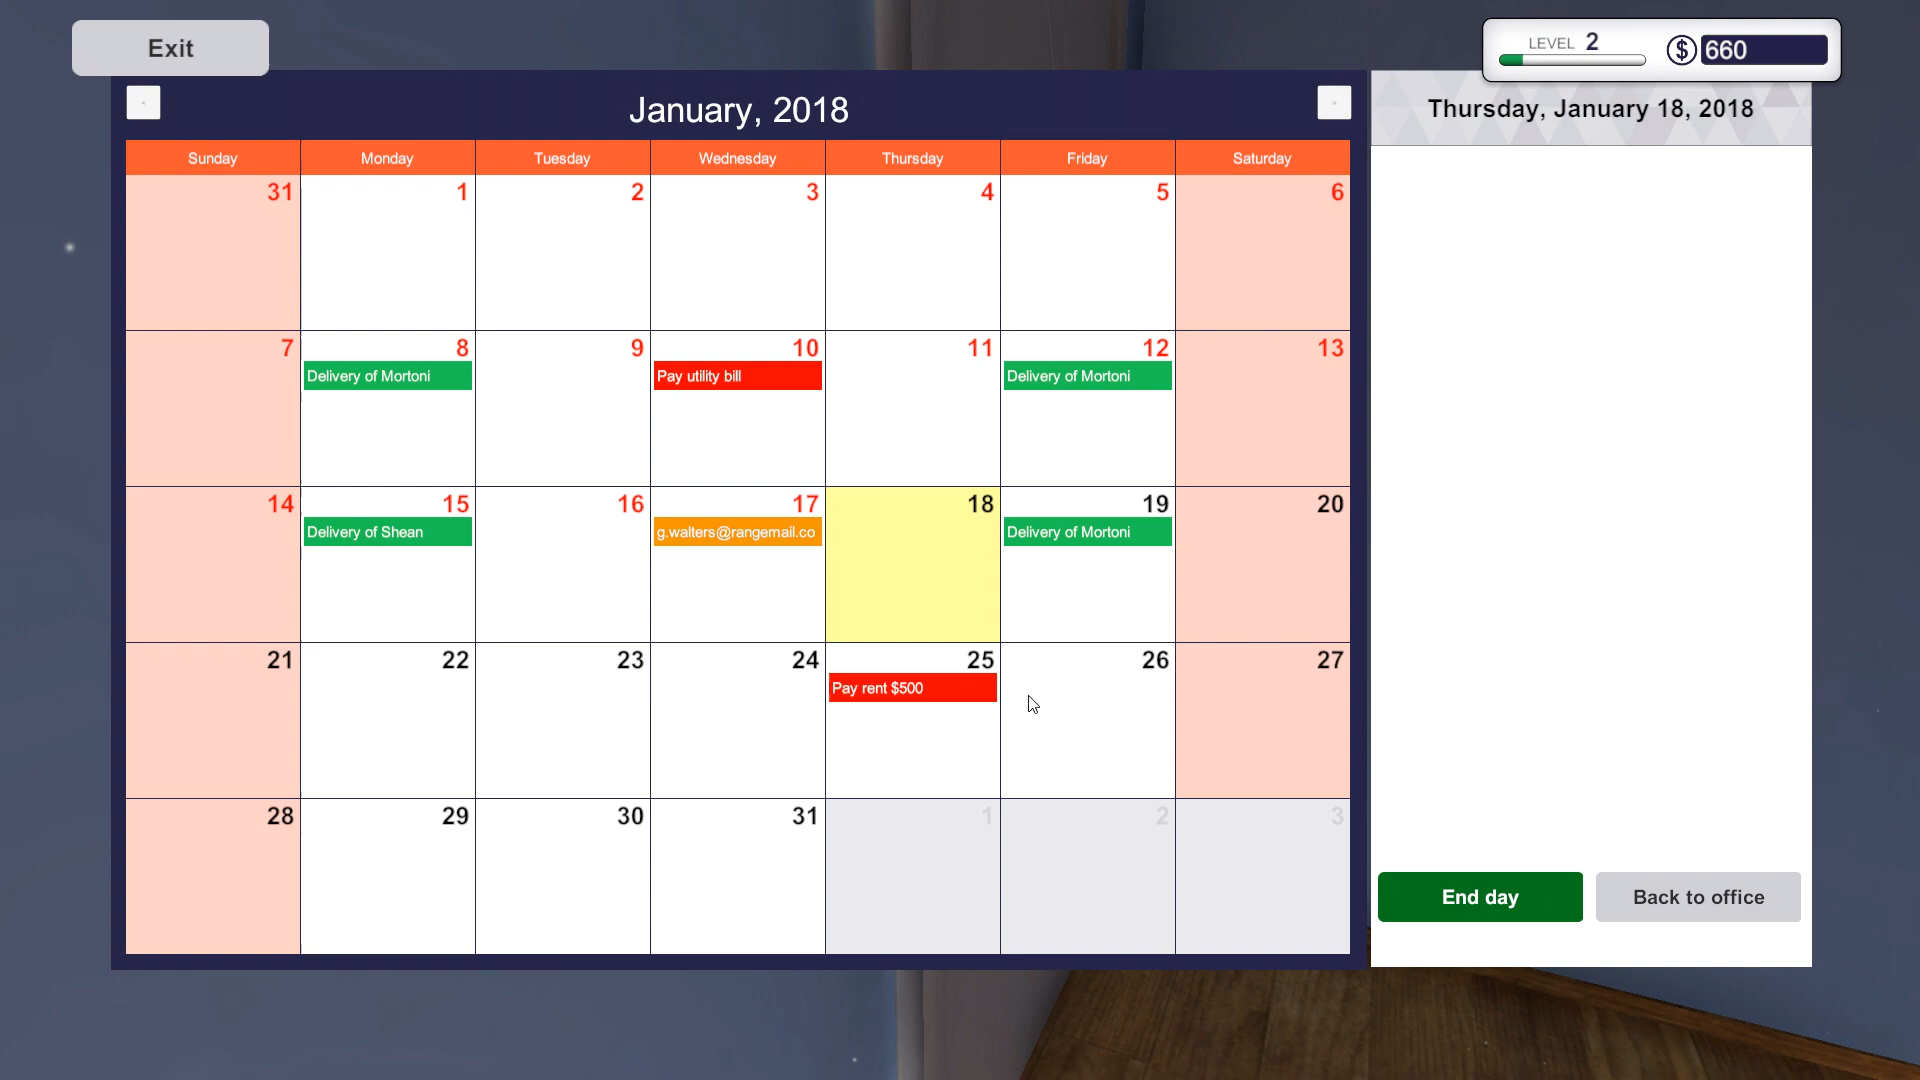 Exit
LEVEL 2
$ 660
January, 2018
Thursday, January 18, 2018
Sunday Monday Tuesday Wednesday Thursday Friday Saturday
31 1 2 3 4 5 6
7 8 9 10 11 12 13
Delivery of Mortoni Pay utility bill Delivery of Mortoni
14 15 16 17 18 19 20
Delivery of Shean g.walters@rangemail.co Delivery of Mortoni
21 22 23 24 25 26 27
Pay rent $500
28 29 30 31 1 2 3
End day Back to office